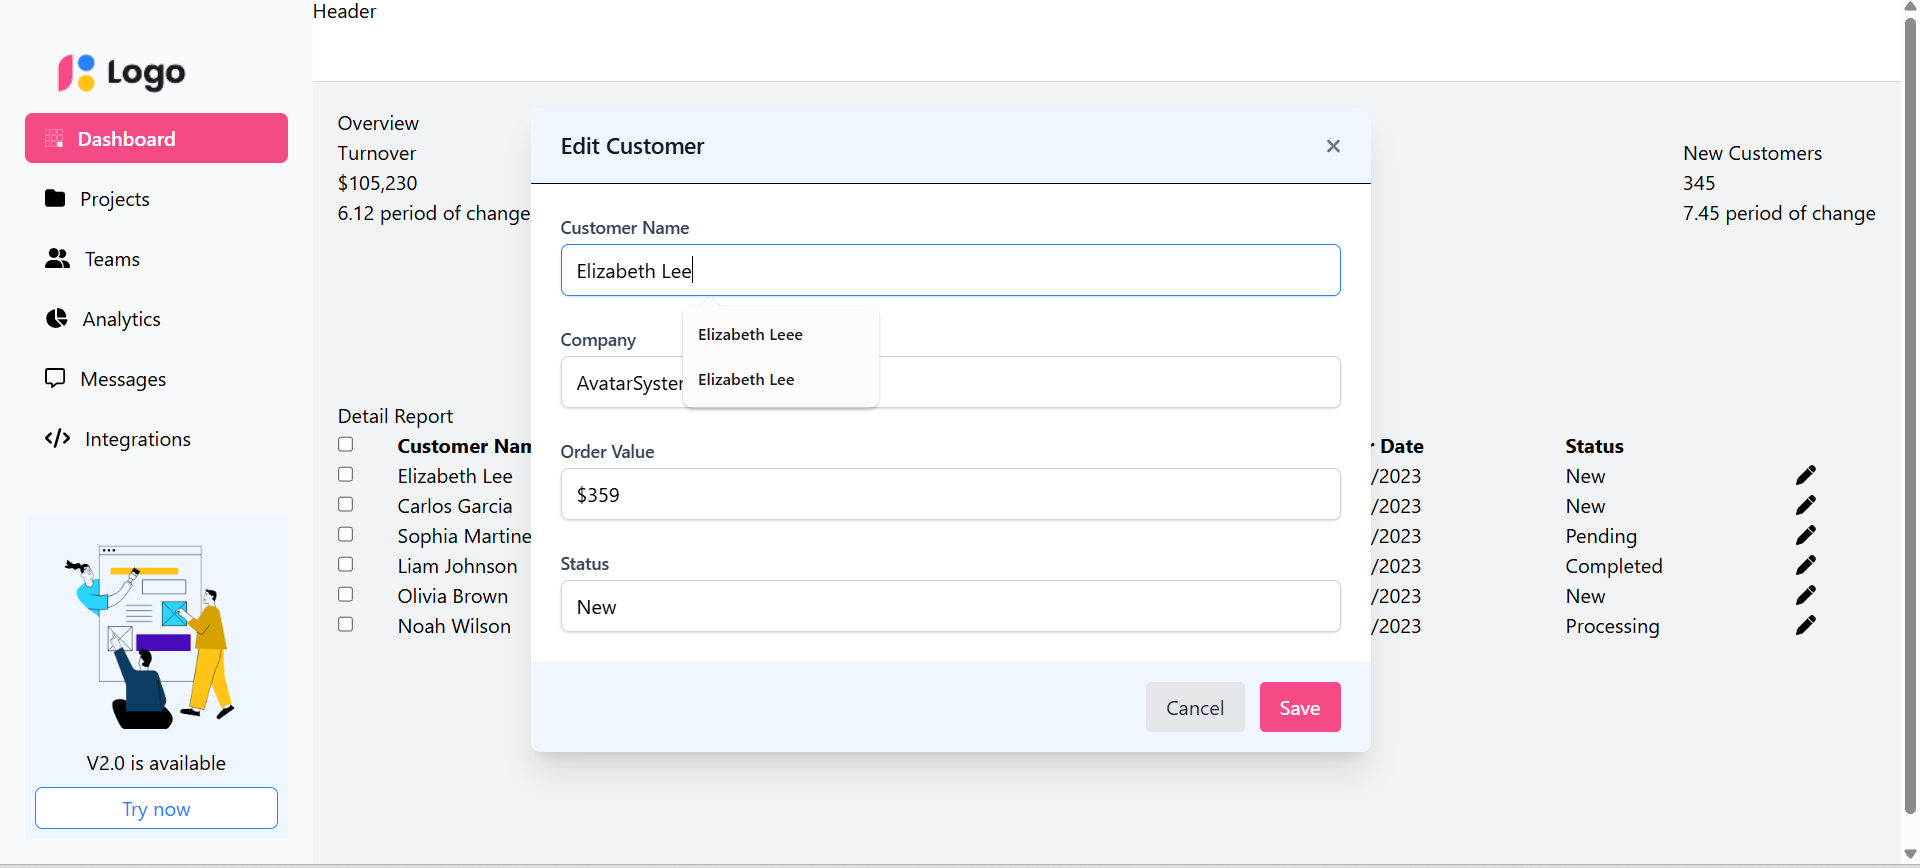 Header
Logo
Dashboard
Projects
Teams
Analytics
Messages
Integrations
V2.0 is available
Try now
Overview
Turnover
$105,230
6.12 period of change
New Customers
345
7.45 period of change
Edit Customer
Customer Name
Elizabeth Lee
Elizabeth Leee
Elizabeth Lee
Company
Order Value
$359
Status
New
Cancel
Save
Detail Report
Customer Date Status
Elizabeth Lee /2023 New
Carlos Garcia /2023 New
Sophia /2023 Pending
Liam Johnson /2023 Completed
Olivia Brown /2023 New
Noah Wilson /2023 Processing